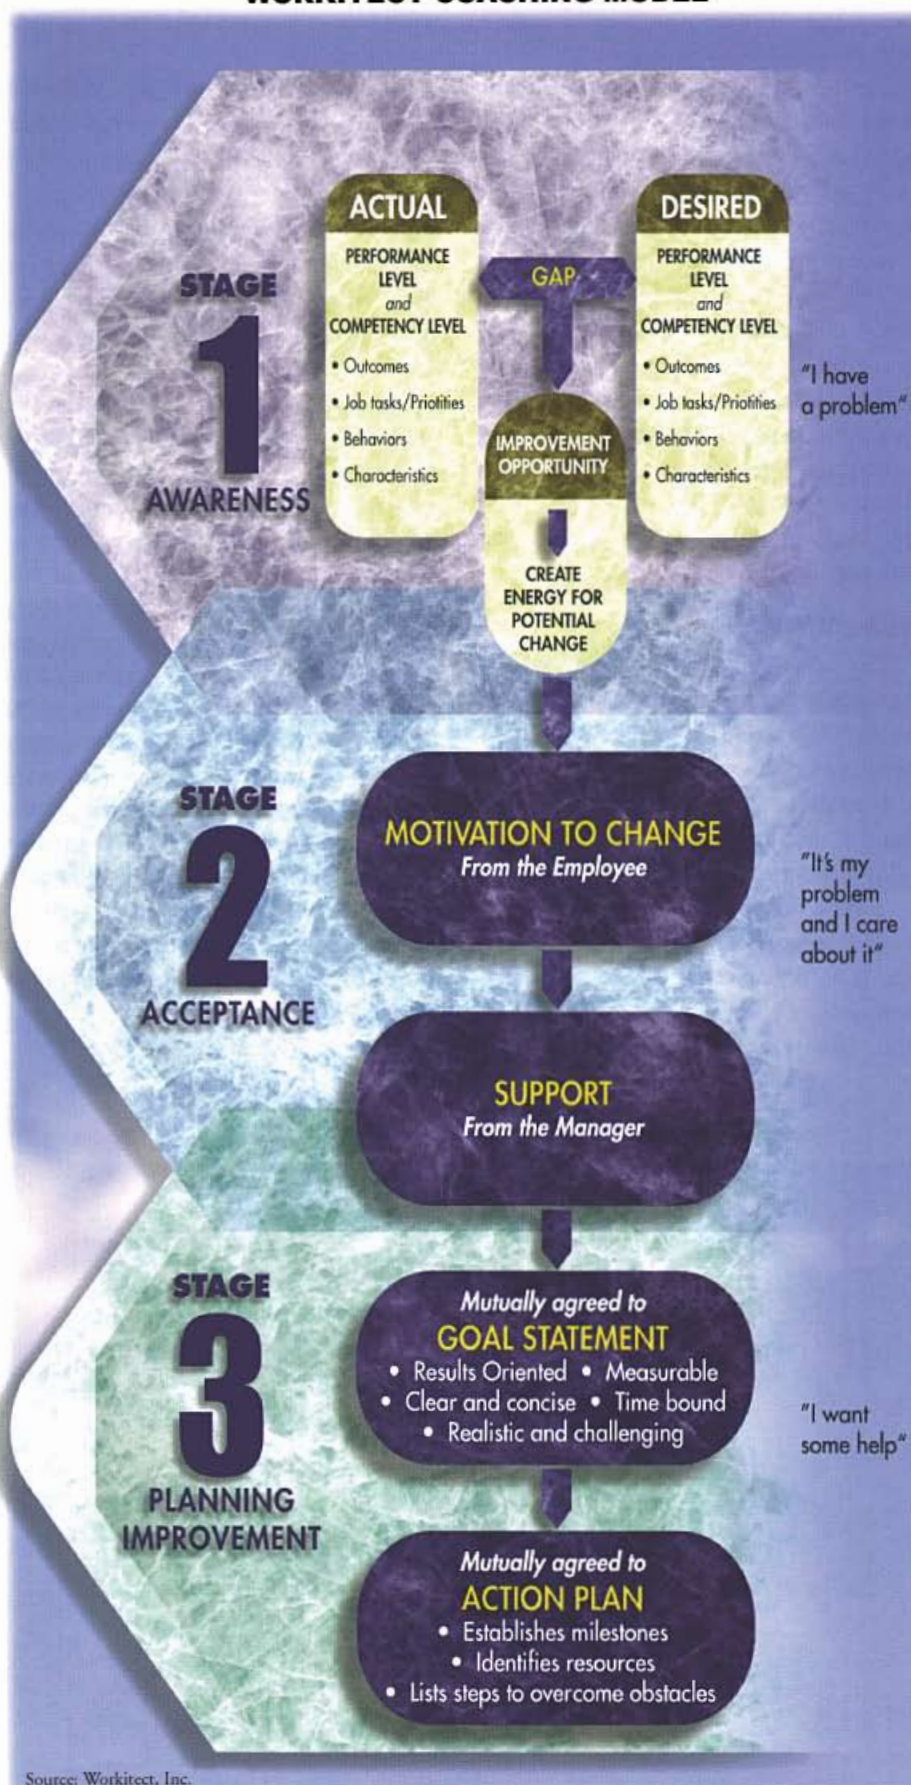 WORKITECT COACHING MODEL
STAGE
1
AWARENESS
ACTUAL
PERFORMANCE
LEVEL
and
COMPETENCY LEVEL
• Outcomes
• Job tasks/Priotities
• Behaviors
• Characteristics
GAP
DESIRED
PERFORMANCE
LEVEL
and
COMPETENCY LEVEL
• Outcomes
• Job tasks/Priotities
• Behaviors
• Characteristics
IMPROVEMENT
OPPORTUNITY
CREATE
ENERGY FOR
POTENTIAL
CHANGE
"I have
a problem"
STAGE
2
ACCEPTANCE
MOTIVATION TO CHANGE
From the Employee
SUPPORT
From the Manager
"It's my
problem
and I care
about it"
STAGE
3
PLANNING
IMPROVEMENT
Mutually agreed to
GOAL STATEMENT
• Results Oriented • Measurable
• Clear and concise • Time bound
• Realistic and challenging
"I want
some help"
Mutually agreed to
ACTION PLAN
• Establishes milestones
• Identifies resources
• Lists steps to overcome obstacles
Source: Workitect, Inc.